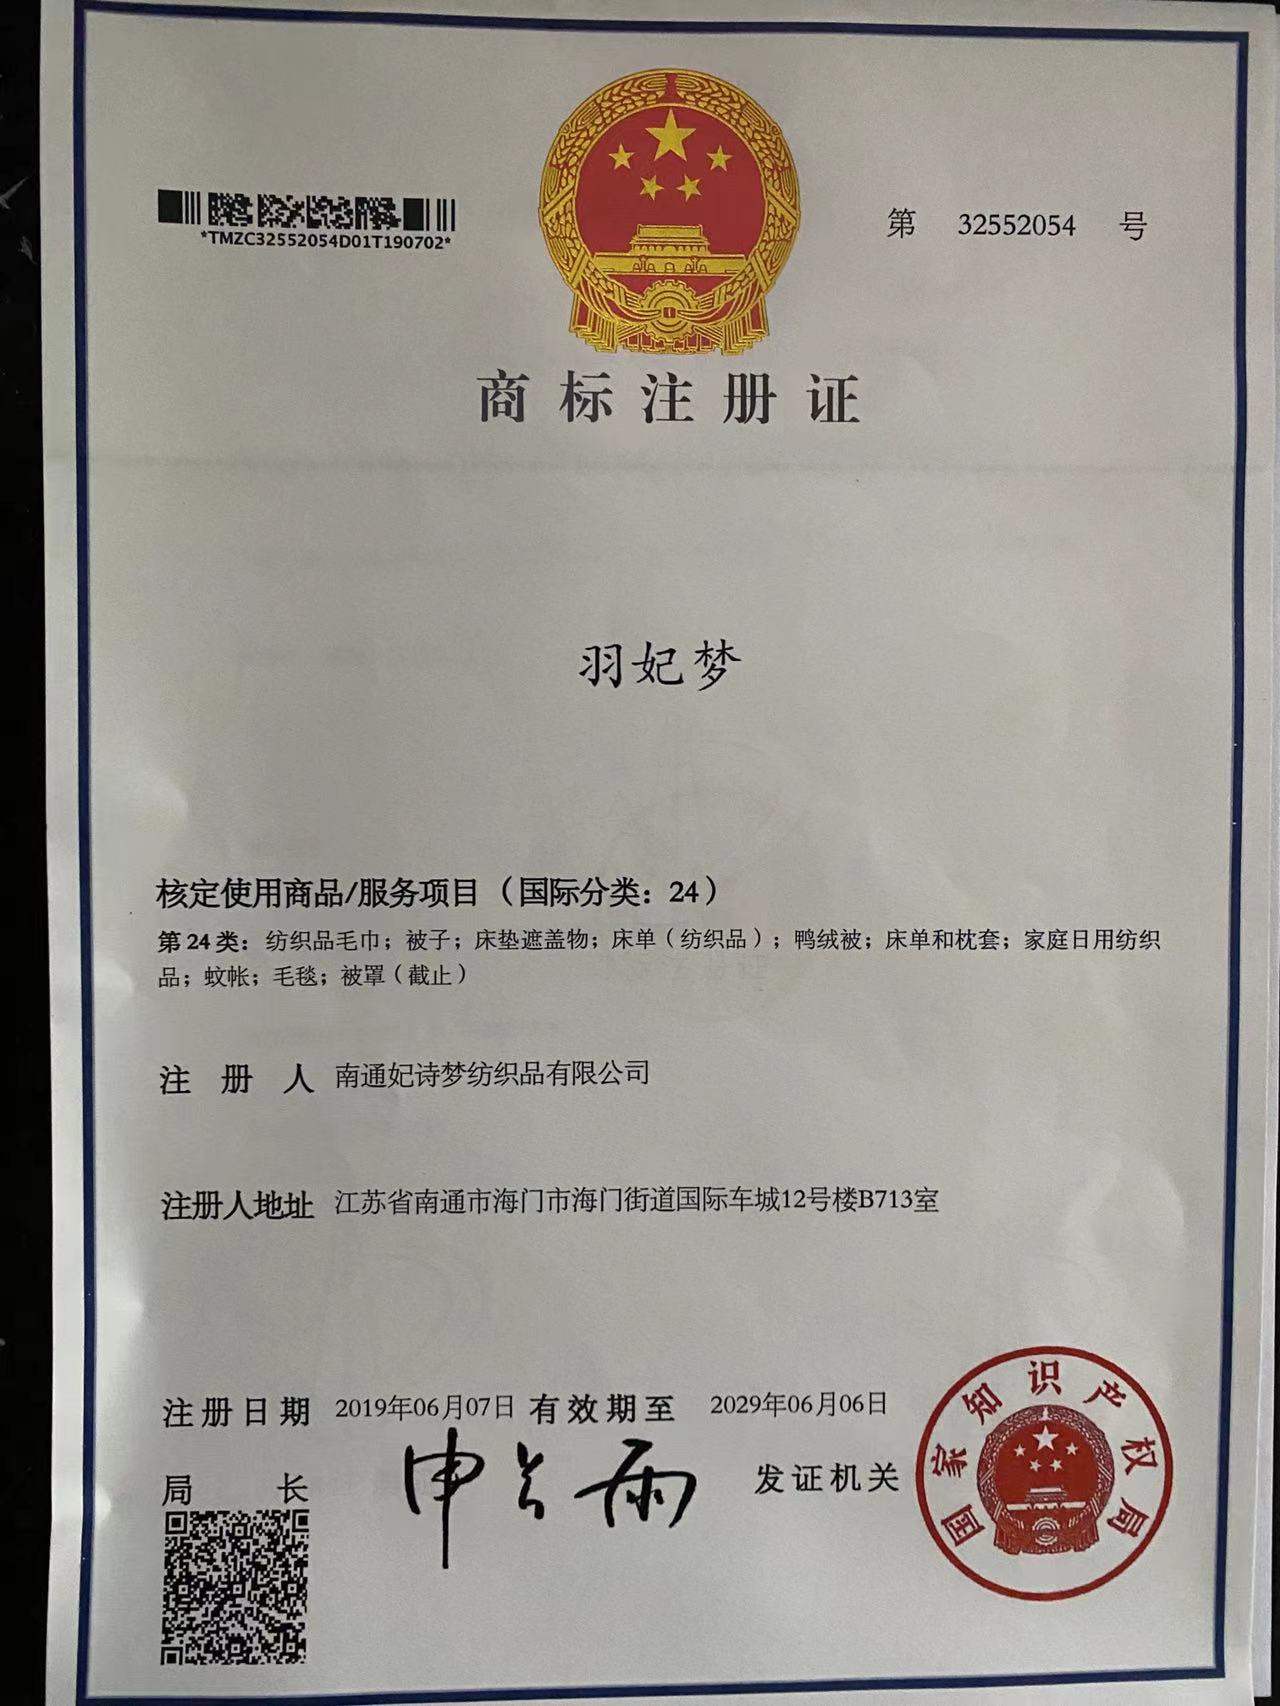 *TMZC32552054D01T190702*
第 32552054 号
商标注册证
羽妃梦
核定使用商品/服务项目（国际分类：24）
第24类：纺织品毛巾；被子；床垫遮盖物；床单（纺织品）；鸭绒被；床单和枕套；家庭日用纺织
品；蚊帐；毛毯；被罩（截止）
注册人 南通妃诗梦纺织品有限公司
注册人地址 江苏省南通市海门市海门街道国际车城12号楼B713室
注册日期 2019年06月07日 有效期至 2029年06月06日
局长 申长雨 发证机关
国家知识产权局